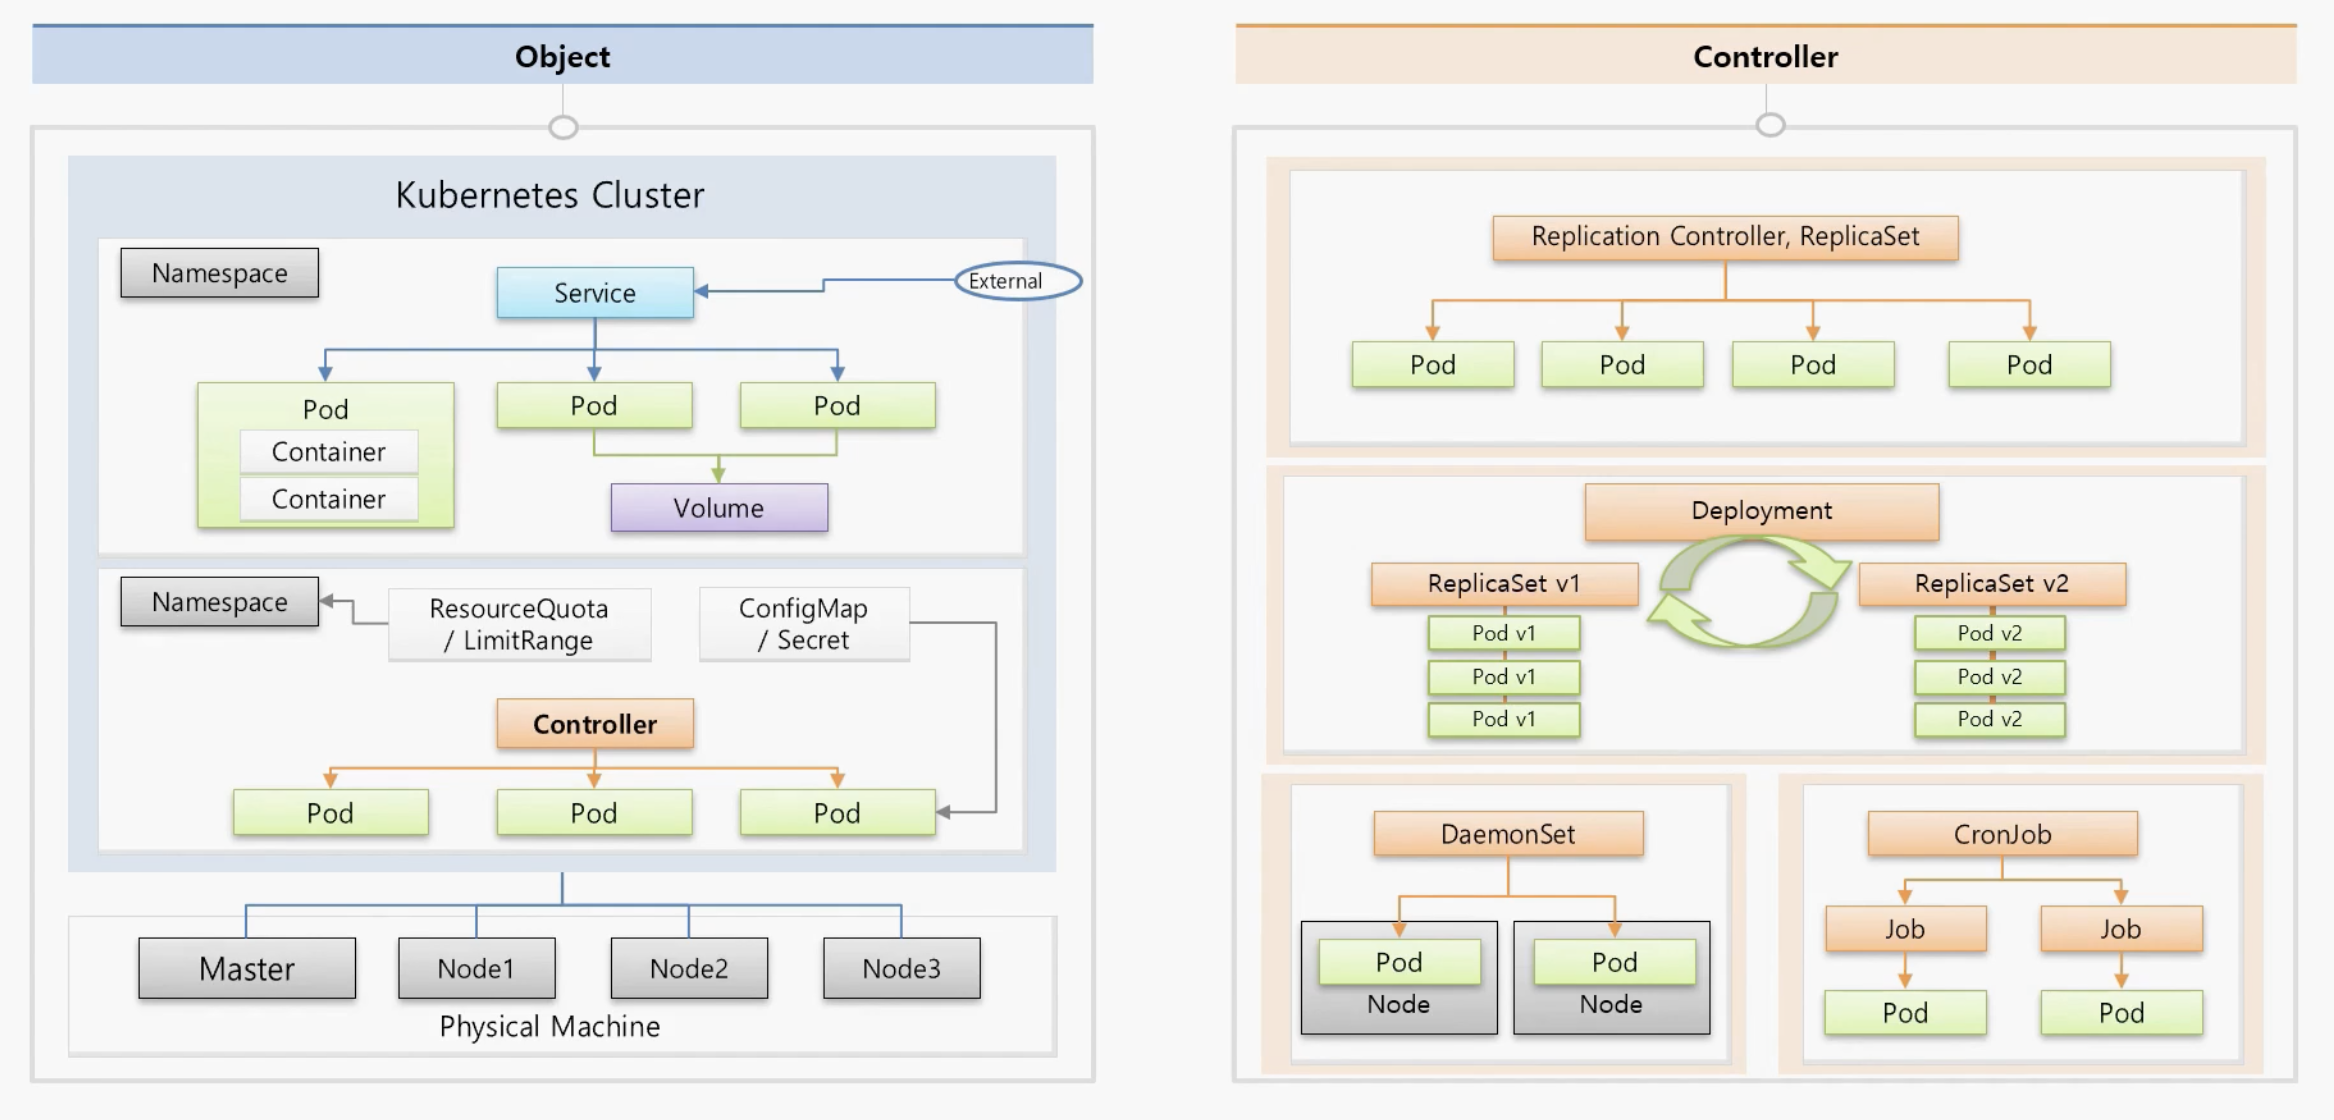 Object
Kubernetes Cluster
Namespace
Service
External
Pod
Container
Container
Pod
Pod
Volume
Namespace
ResourceQuota
/ LimitRange
ConfigMap
/ Secret
Controller
Pod
Pod
Pod
Master
Node1
Node2
Node3
Physical Machine
Controller
Replication Controller, ReplicaSet
Pod
Pod
Pod
Pod
Deployment
ReplicaSet v1
Pod v1
Pod v1
Pod v1
ReplicaSet v2
Pod v2
Pod v2
Pod v2
DaemonSet
Pod
Node
Pod
Node
CronJob
Job
Job
Pod
Pod